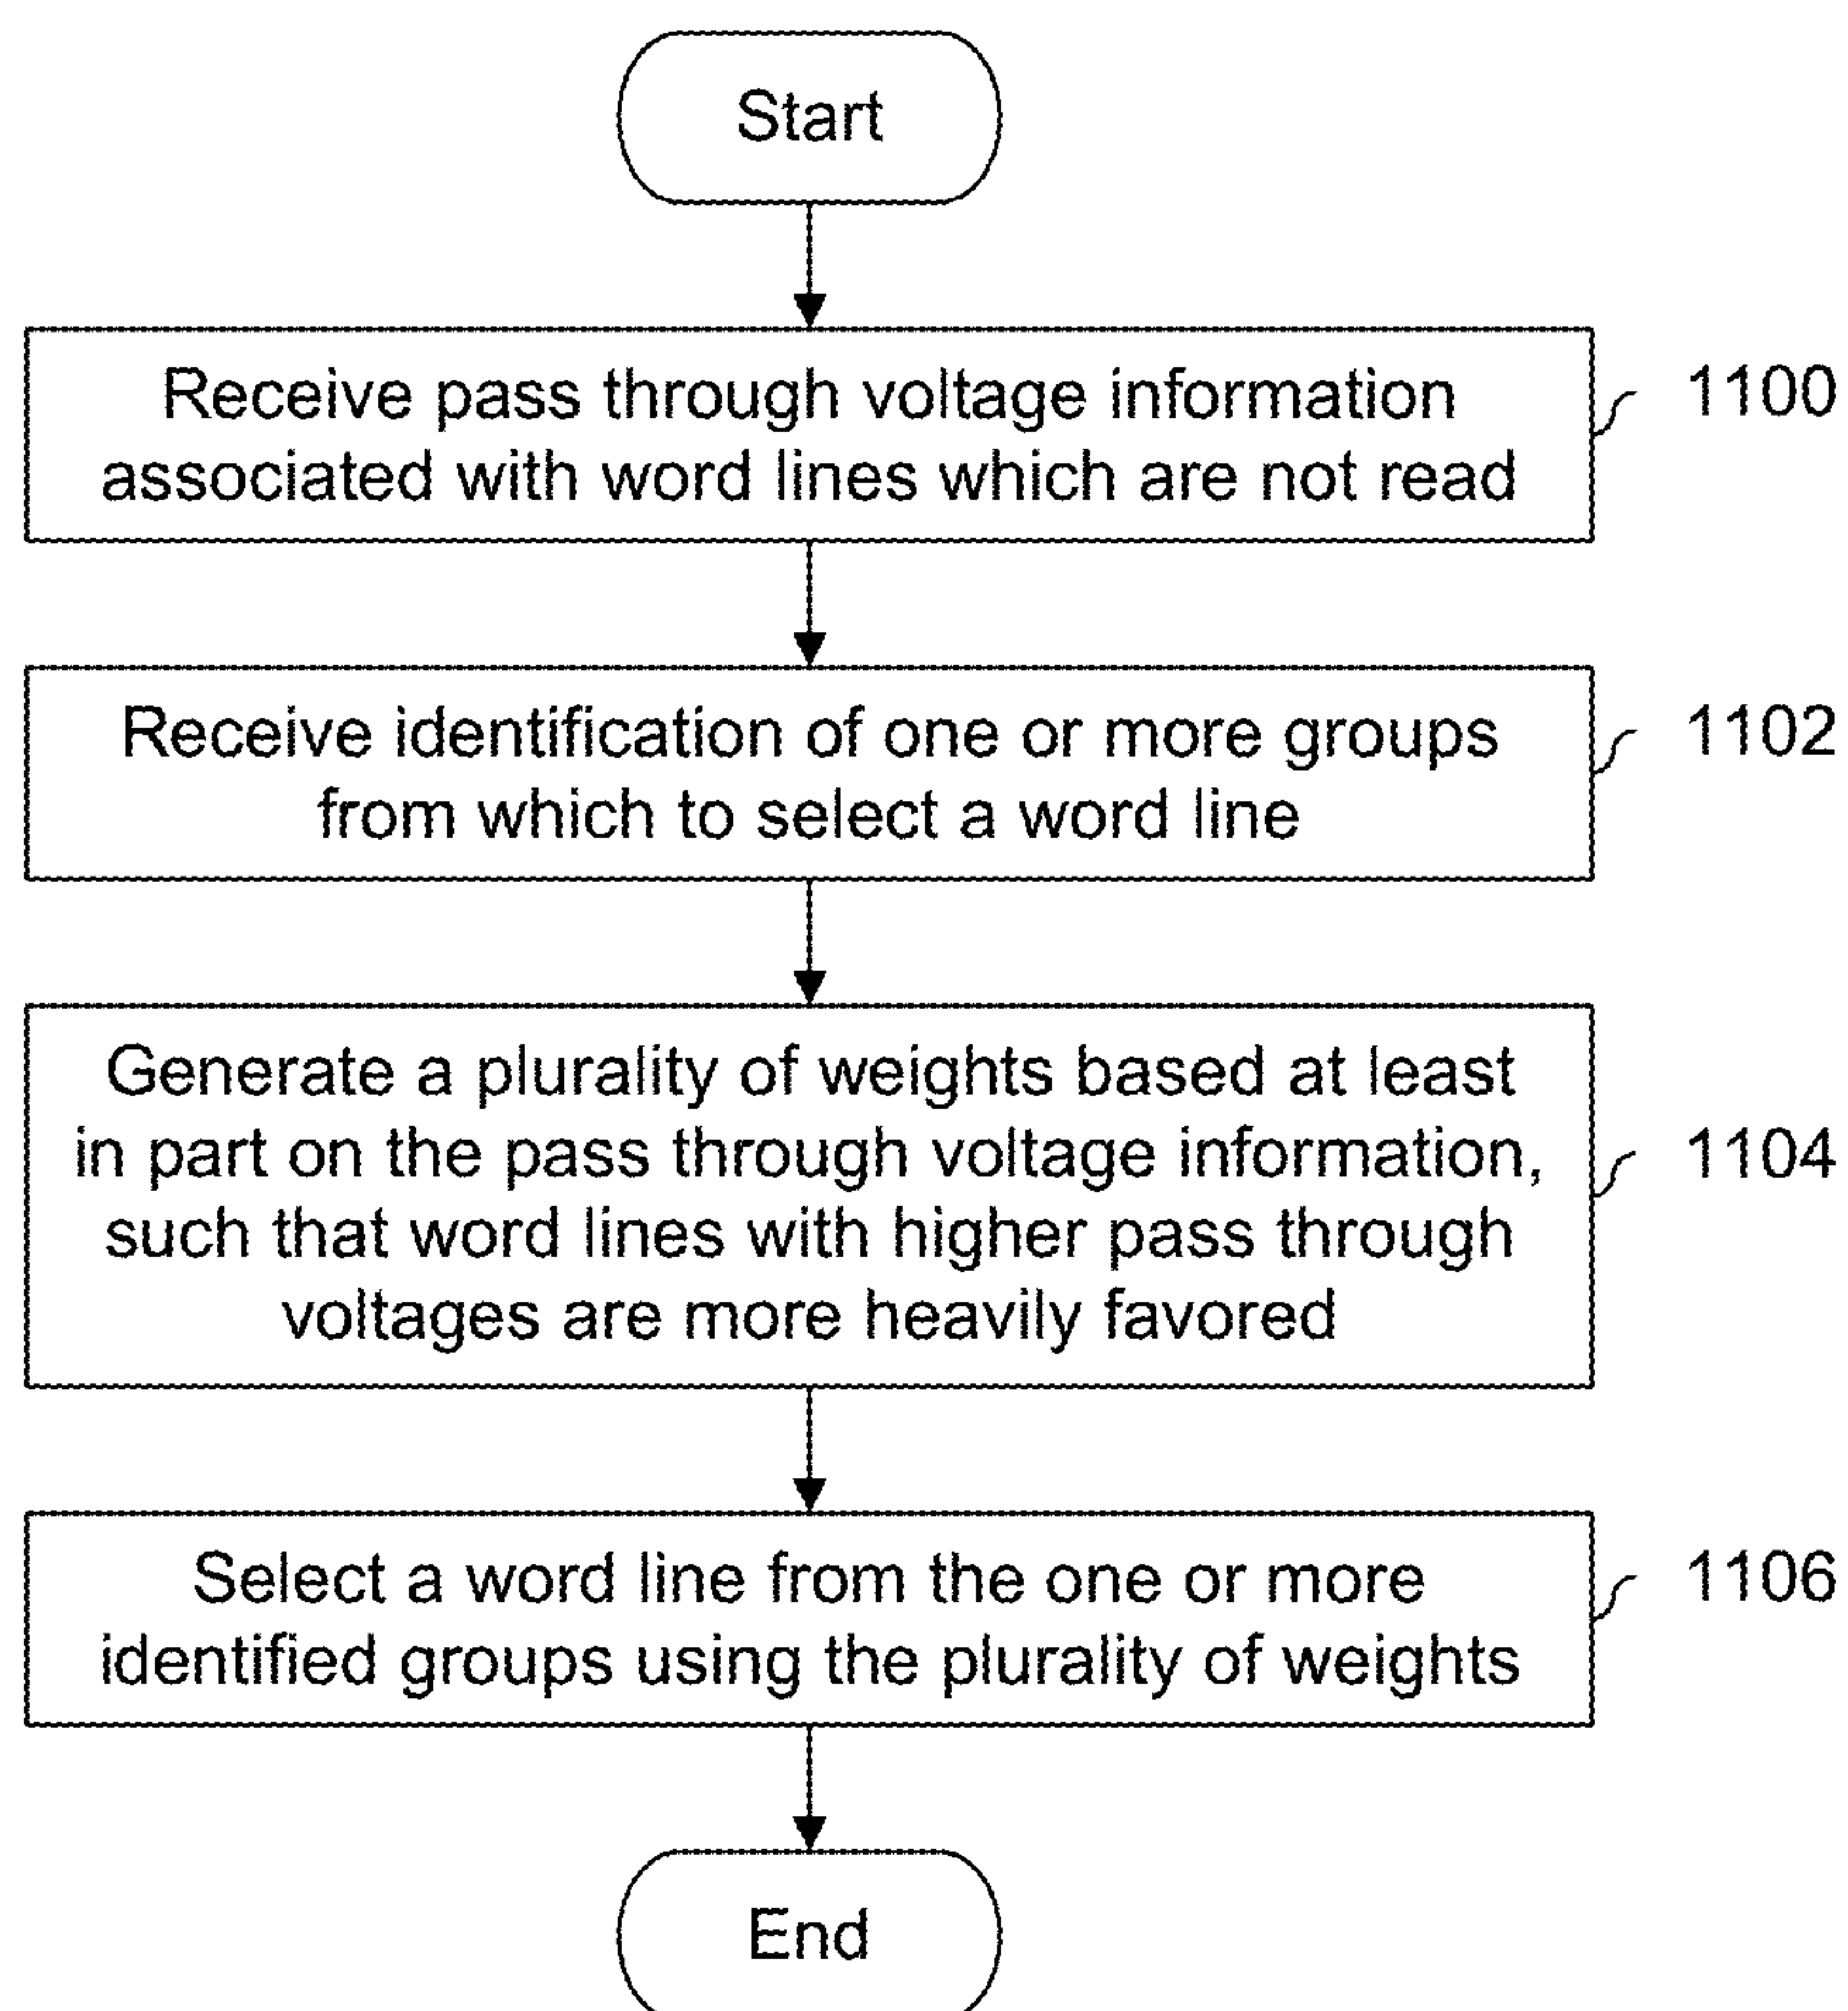 Start
Receive pass through voltage information
associated with word lines which are not read
1100
Receive identification of one or more groups
from which to select a word line
1102
Generate a plurality of weights based at least
in part on the pass through voltage information,
such that word lines with higher pass through
voltages are more heavily favored
1104
Select a word line from the one or more
identified groups using the plurality of weights
1106
End